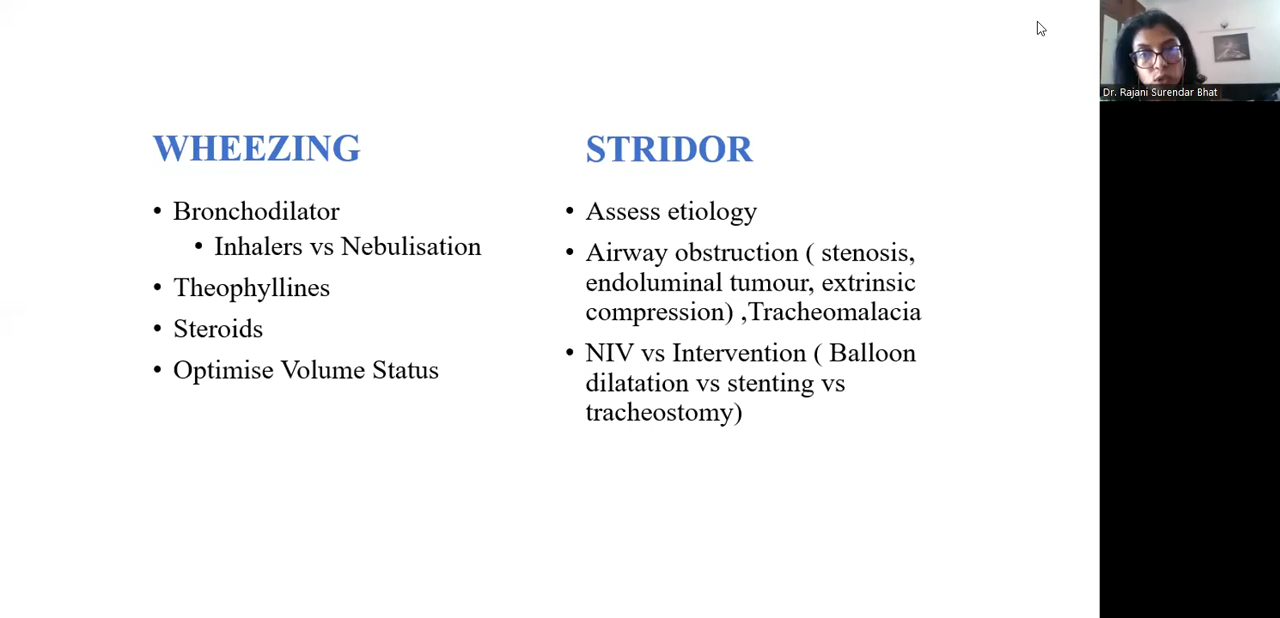 WHEEZING
• Bronchodilator
• Inhalers vs Nebulisation
• Theophyllines
• Steroids
• Optimise Volume Status
STRIDOR
• Assess etiology
• Airway obstruction ( stenosis,
endoluminal tumour, extrinsic
compression) ,Tracheomalacia
• NIV vs Intervention ( Balloon
dilatation vs stenting vs
tracheostomy)
Dr. Rajani Surendar Bhat